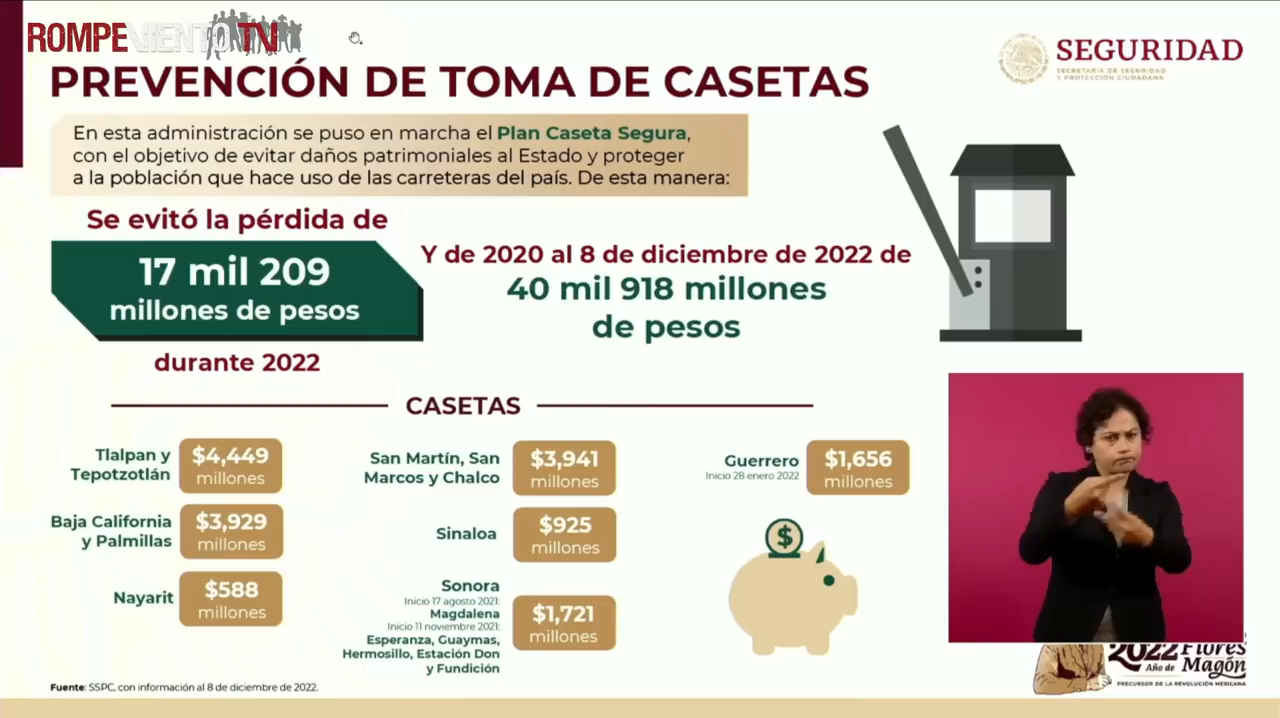 ROMPEVIENTO TV
SEGURIDAD
SECRETARÍA DE SEGURIDAD
Y PROTECCIÓN CIUDADANA
PREVENCIÓN DE TOMA DE CASETAS
En esta administración se puso en marcha el Plan Caseta Segura,
con el objetivo de evitar daños patrimoniales al Estado y proteger
a la población que hace uso de las carreteras del país. De esta manera:
Se evitó la pérdida de
17 mil 209
millones de pesos
durante 2022
Y de 2020 al 8 de diciembre de 2022 de
40 mil 918 millones
de pesos
CASETAS
Tlalpan y
Tepotzotlán
$4,449
millones
Baja California
y Palmillas
$3,929
millones
Nayarit
$588
millones
San Martín, San
Marcos y Chalco
$3,941
millones
Sinaloa
$925
millones
Sonora
Inicio 17 agosto 2021:
Magdalena
Inicio 11 noviembre 2021:
Esperanza, Guaymas,
Hermosillo, Estación Don
y Fundición
$1,721
millones
Guerrero
Inicio 28 enero 2022
$1,656
millones
$
2022 Flores
Año de Magón
PRECURSOR DE LA REVOLUCIÓN MEXICANA
Fuente: SSPC, con información al 8 de diciembre de 2022.